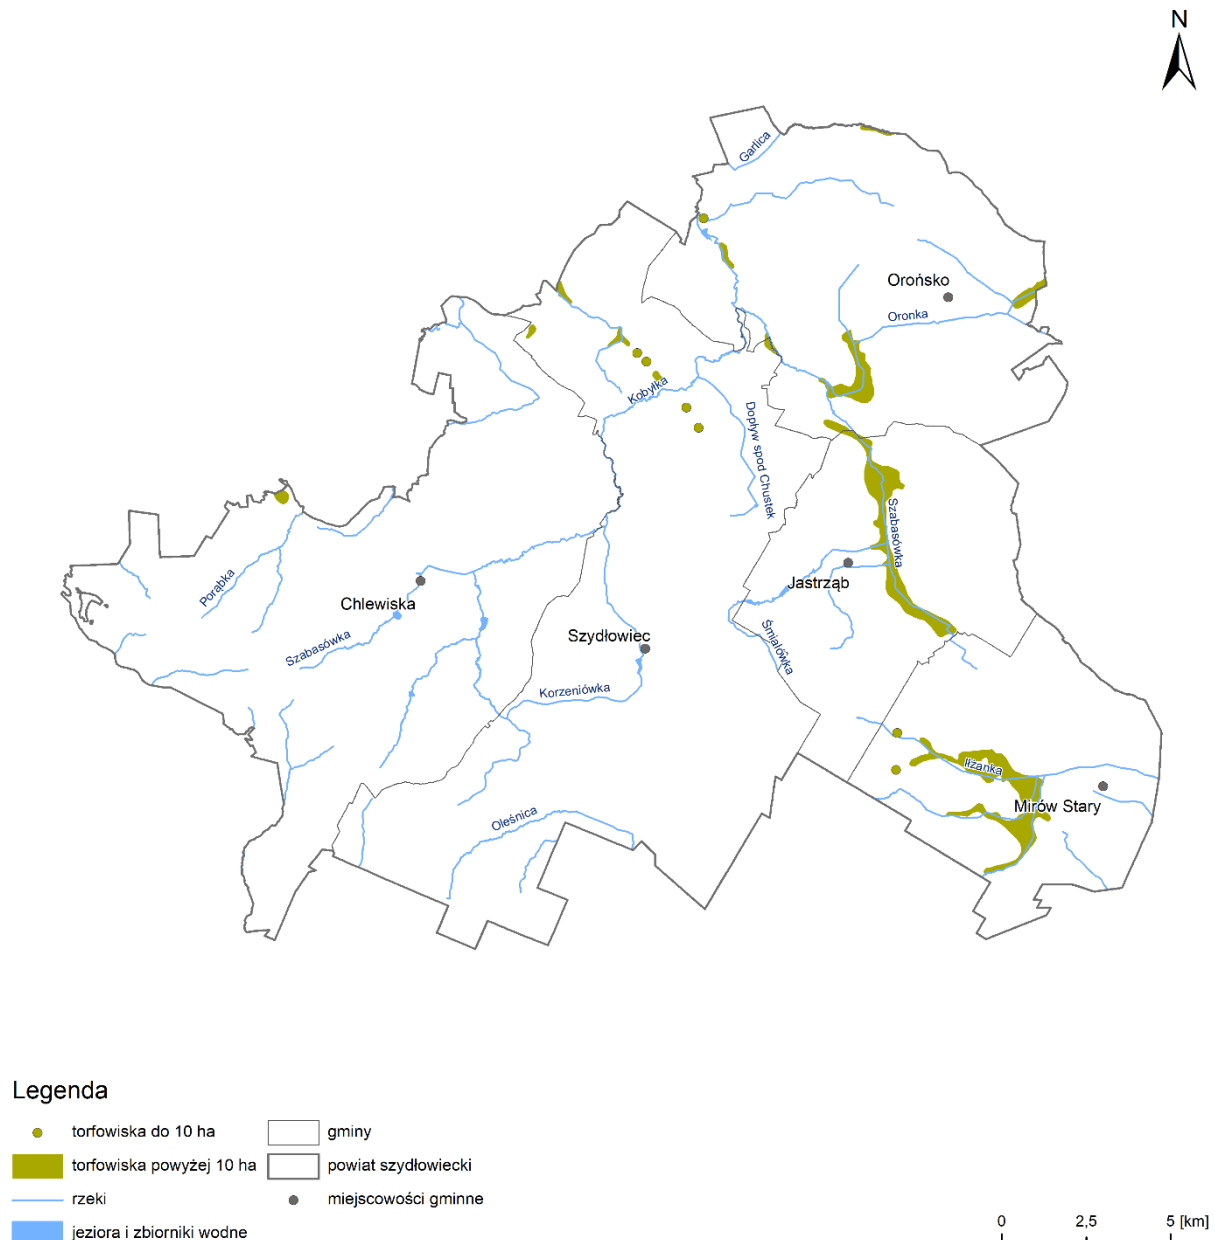 N
Garlica
Orońsko
Oronka
Kobyłka
Dopływ spod Chustek
Szabasówka
Porąbka
Jastrząb
Chlewiska
Szydłowiec
Śmiałówka
Szabasówka
Korzeniówka
Iłżanka
Mirów Stary
Oleśnica
Legenda
torfowiska do 10 ha
gminy
torfowiska powyżej 10 ha
powiat szydłowiecki
rzeki
miejscowości gminne
jeziora i zbiorniki wodne
0 2,5 5 [km]